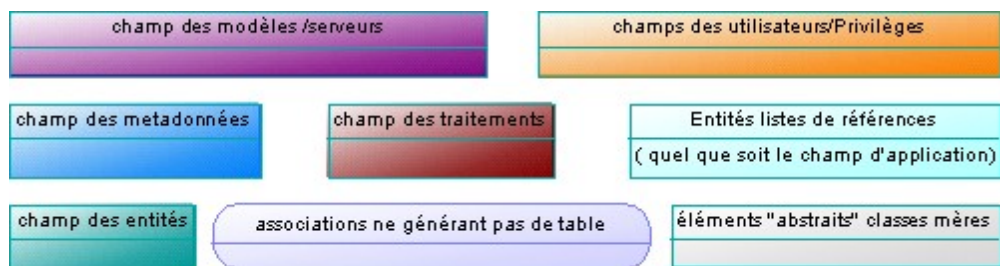 champ des modèles /serveurs
champs des utilisateurs/Privilèges
champ des metadonnées
champ des traitements
Entités listes de références
( quel que soit le champ d'application)
champ des entités
associations ne générant pas de table
éléments "abstraits" classes mères